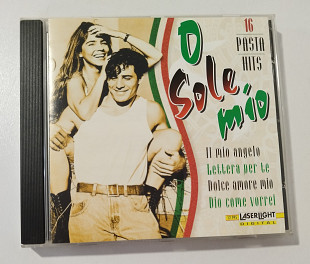 O
Sole
mio
16
PASTA
HITS
Il mio angelo
Lettera per te
Dolce amore mio
Dio come vorrei
LASERLIGHT
DIGITAL